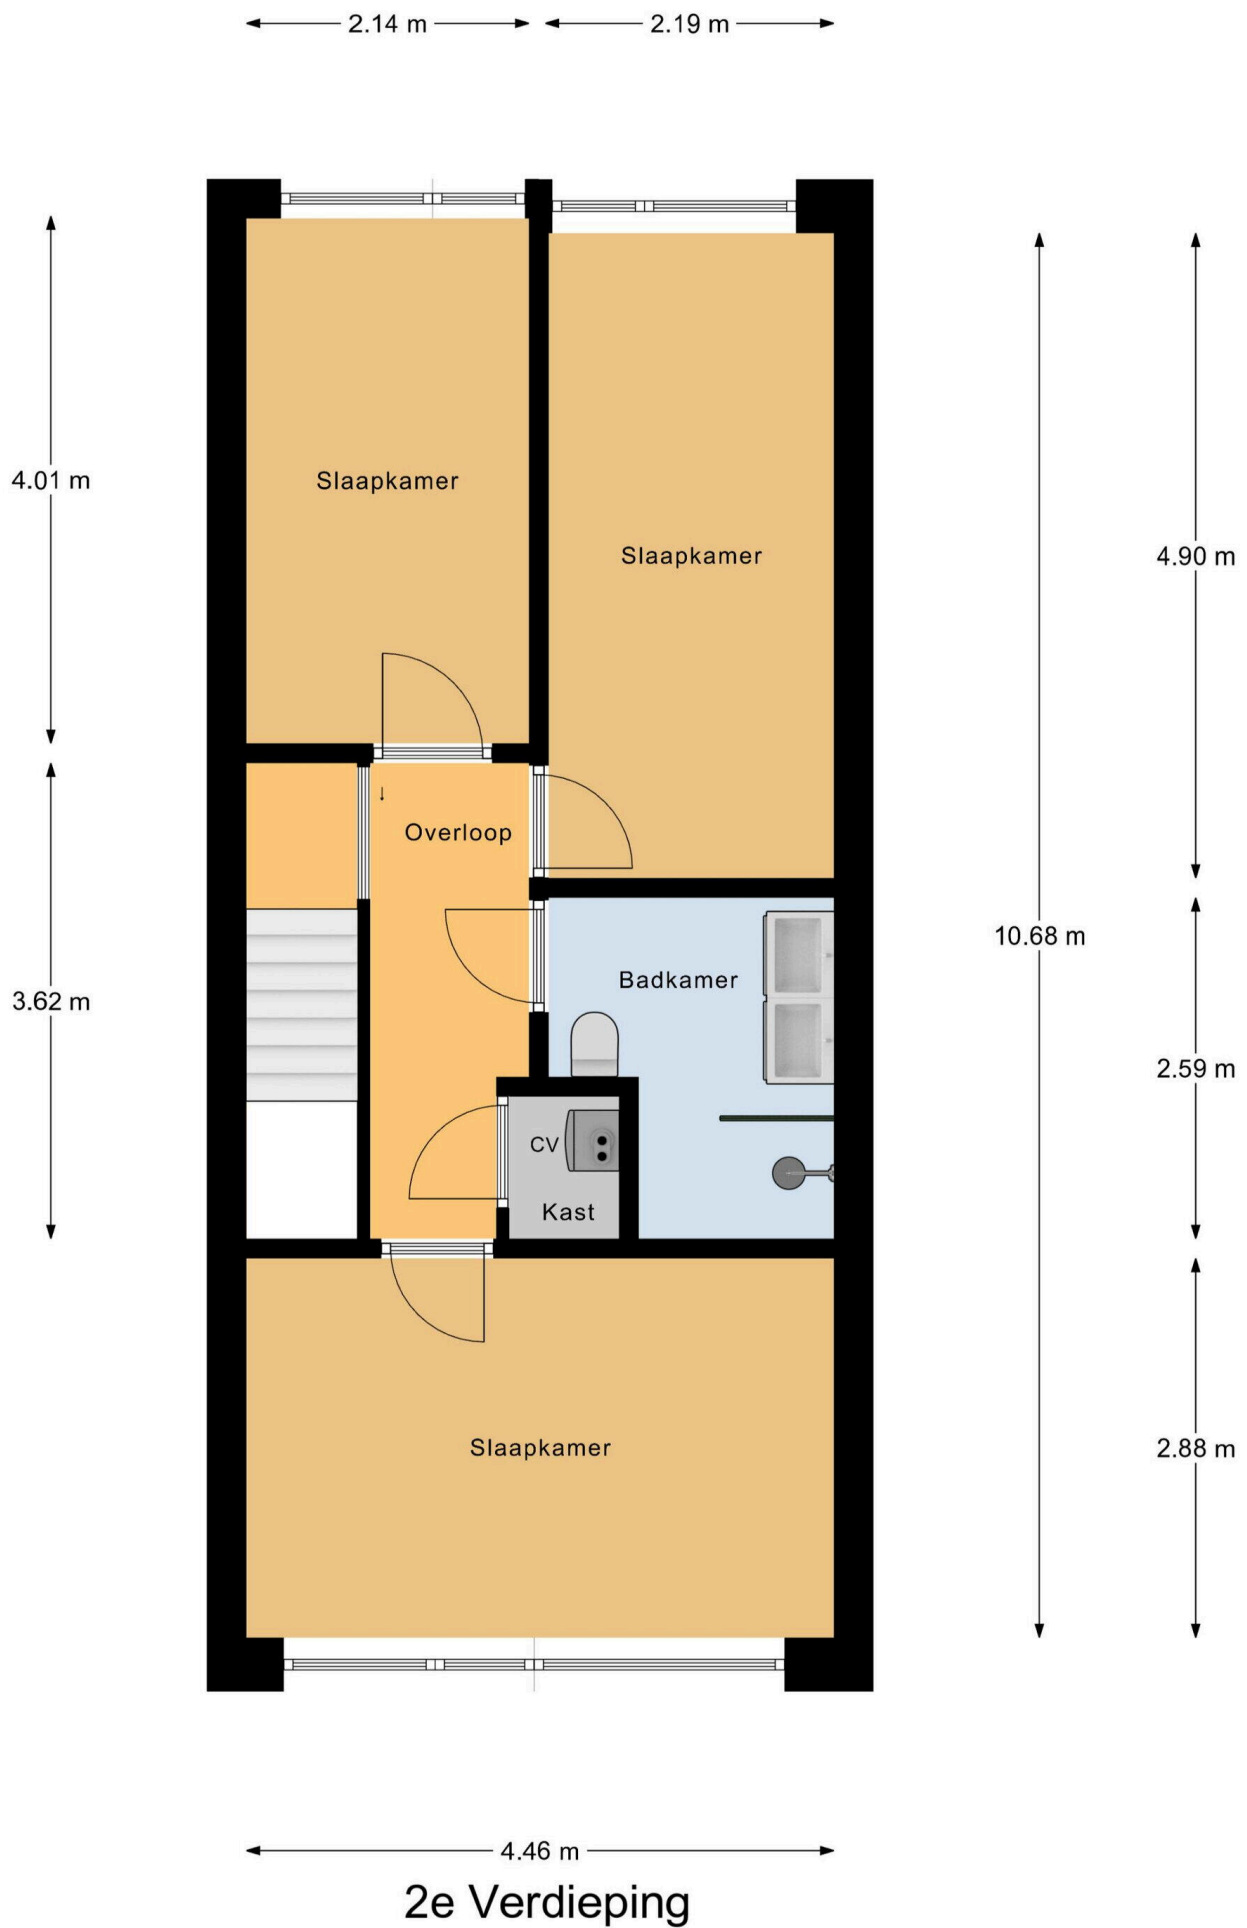 2.14 m
2.19 m
4.01 m
Slaapkamer
Slaapkamer
4.90 m
Overloop
10.68 m
Badkamer
3.62 m
2.59 m
CV
Kast
Slaapkamer
2.88 m
4.46 m
2e Verdieping